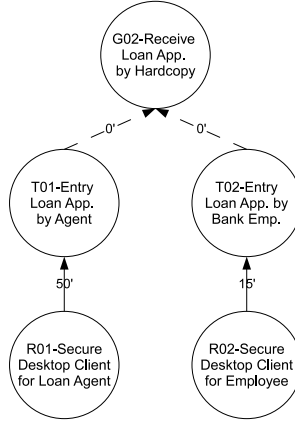 G02-Receive
Loan App.
by Hardcopy
0'
0'
T01-Entry
Loan App.
by Agent
T02-Entry
Loan App. by
Bank Emp.
50'
15'
R01-Secure
Desktop Client
for Loan Agent
R02-Secure
Desktop Client
for Employee